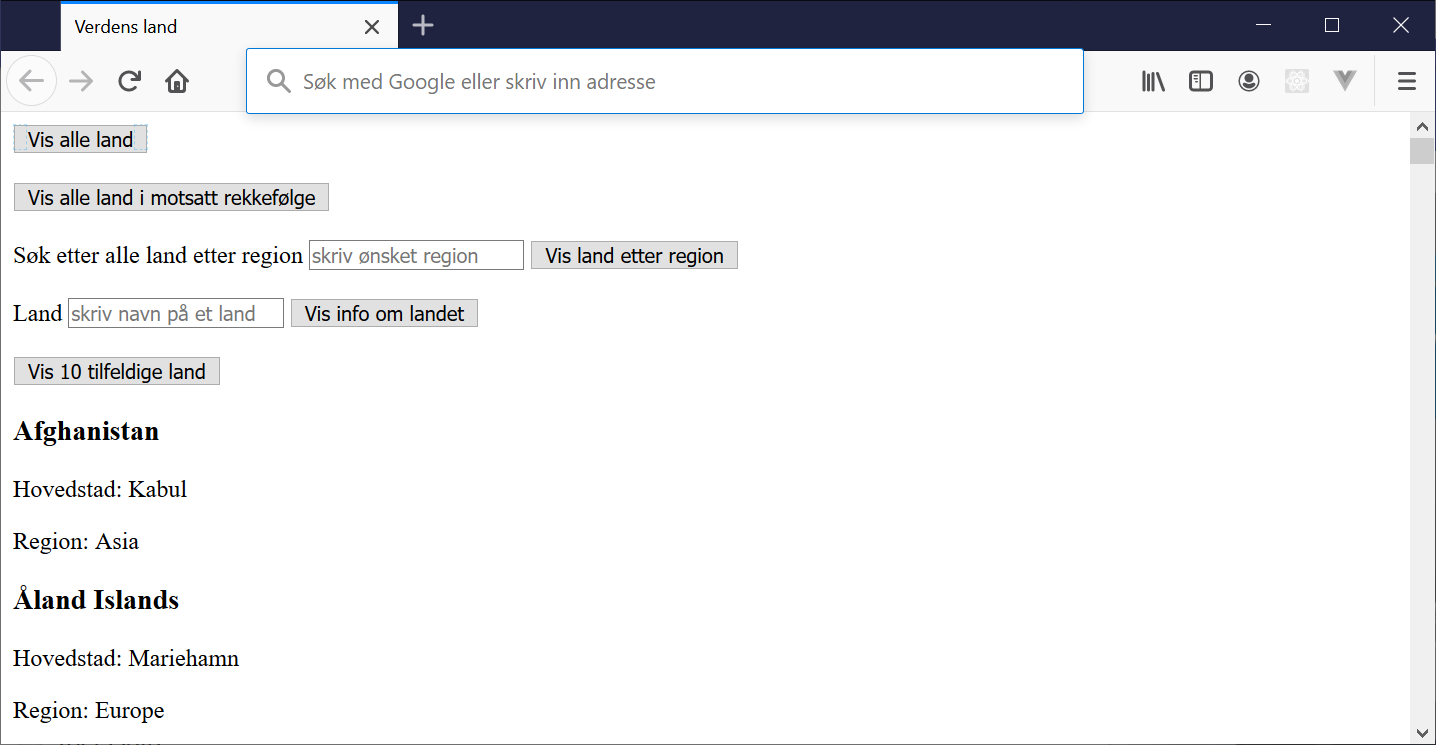 Verdens land
Søk med Google eller skriv inn adresse
Vis alle land
Vis alle land i motsatt rekkefølge
Søk etter alle land etter region skriv ønsket region Vis land etter region
Land skriv navn på et land Vis info om landet
Vis 10 tilfeldige land
Afghanistan
Hovedstad: Kabul
Region: Asia
Åland Islands
Hovedstad: Mariehamn
Region: Europe